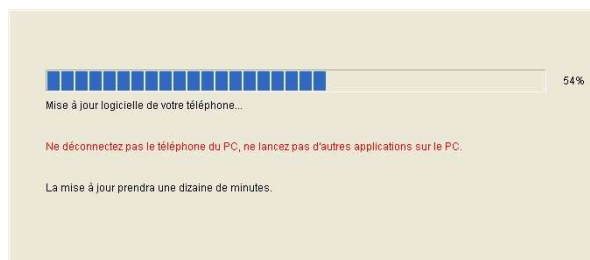 54%
Mise à jour logicielle de votre téléphone...
Ne déconnectez pas le téléphone du PC, ne lancez pas d'autres applications sur le PC.
La mise à jour prendra une dizaine de minutes.